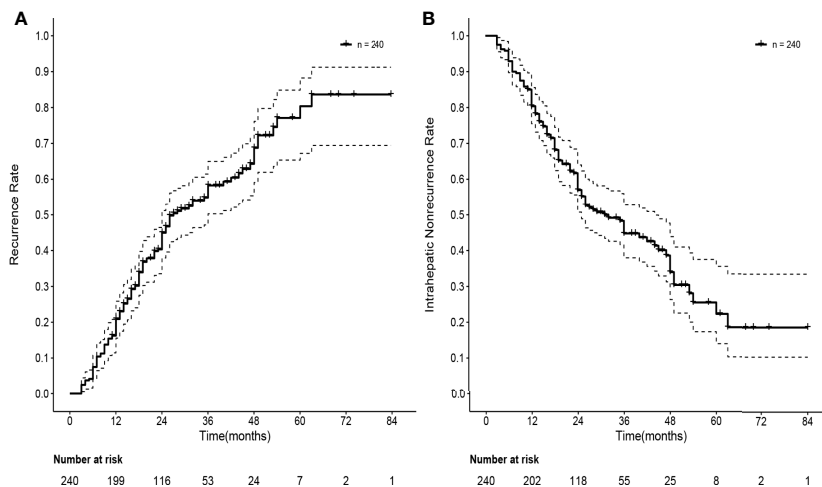 A
Recurrence Rate
1.0
0.9
0.8
0.7
0.6
0.5
0.4
0.3
0.2
0.1
0.0
n = 240
0 12 24 36 48 60 72 84
Time(months)
Number at risk
240 199 116 53 24 7 2 1
B
Intrahepatic Nonrecurrence Rate
1.0
0.9
0.8
0.7
0.6
0.5
0.4
0.3
0.2
0.1
0.0
n = 240
0 12 24 36 48 60 72 84
Time(months)
Number at risk
240 202 118 55 25 8 2 1